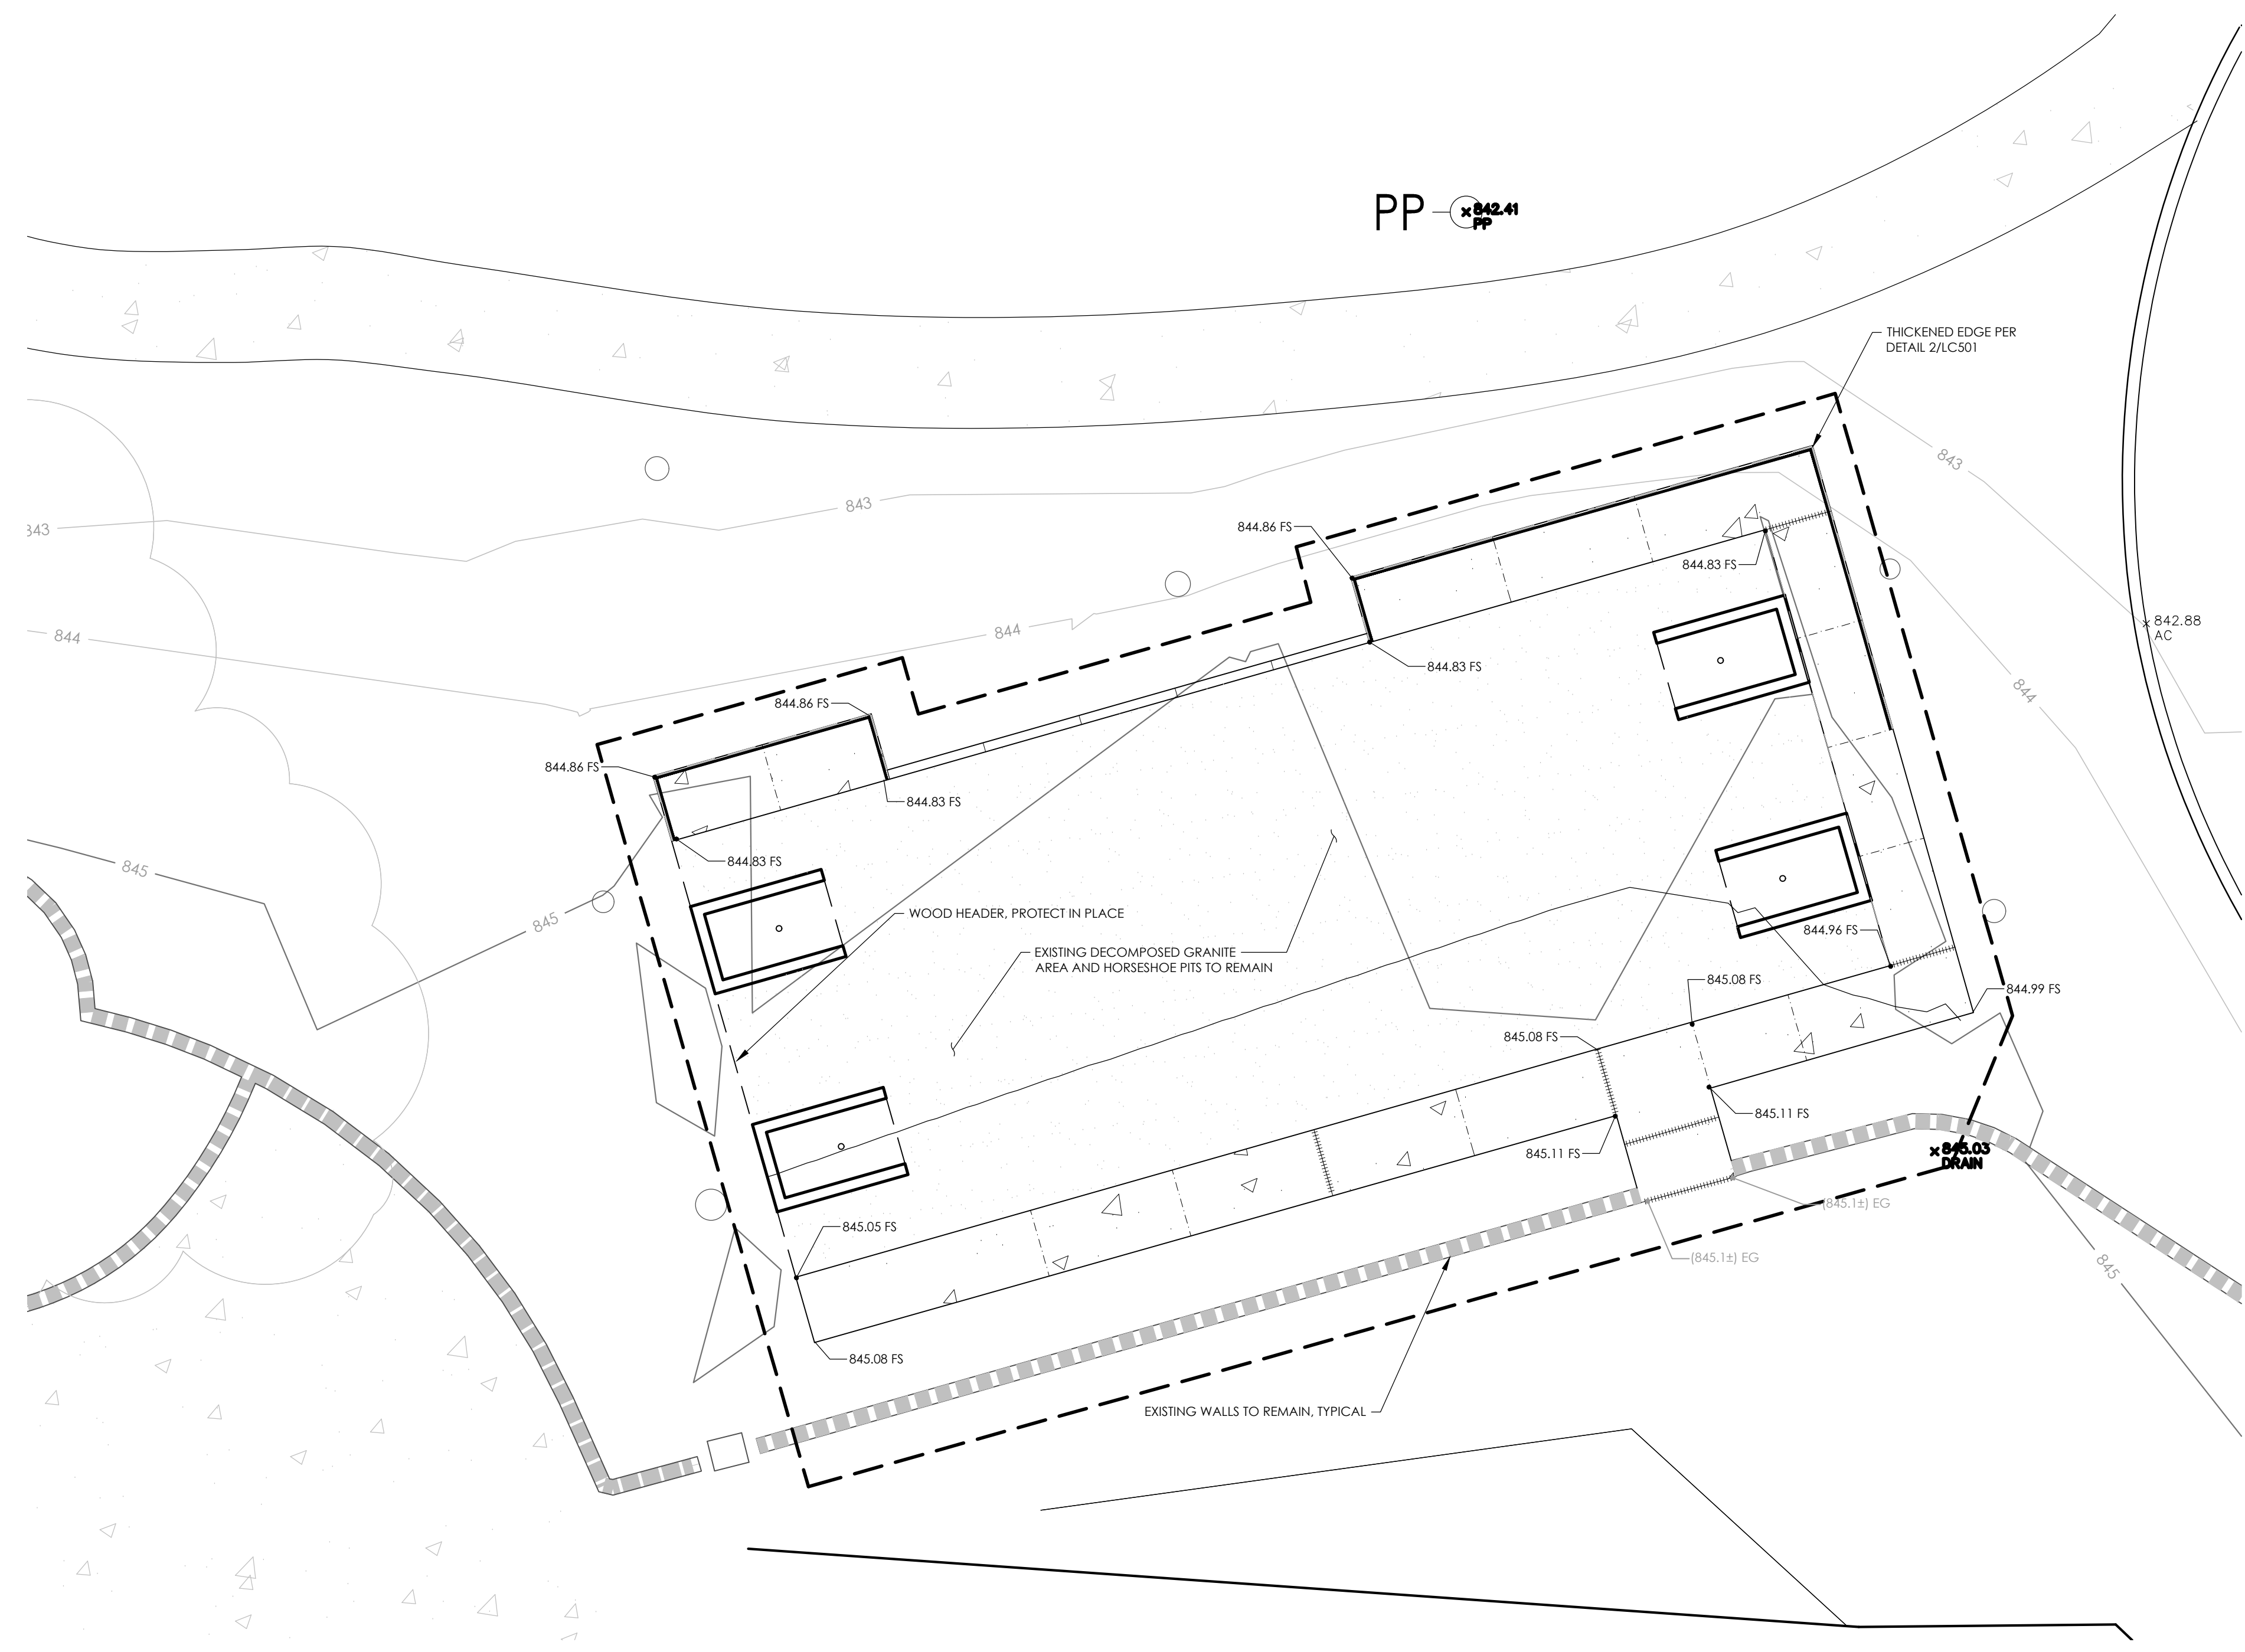 PP
842.41
PP
THICKENED EDGE PER
DETAIL 2/LC501
843
843
843
844.86 FS
844.83 FS
842.88
AC
844
844
844.83 FS
844
844.86 FS
844.86 FS
844.83 FS
844.83 FS
845
845
WOOD HEADER, PROTECT IN PLACE
844.96 FS
EXISTING DECOMPOSED GRANITE
AREA AND HORSESHOE PITS TO REMAIN
845.08 FS
844.99 FS
845.08 FS
845.11 FS
845.11 FS
845.03
DRAIN
(845.1±) EG
845.05 FS
(845.1±) EG
845
845.08 FS
EXISTING WALLS TO REMAIN, TYPICAL